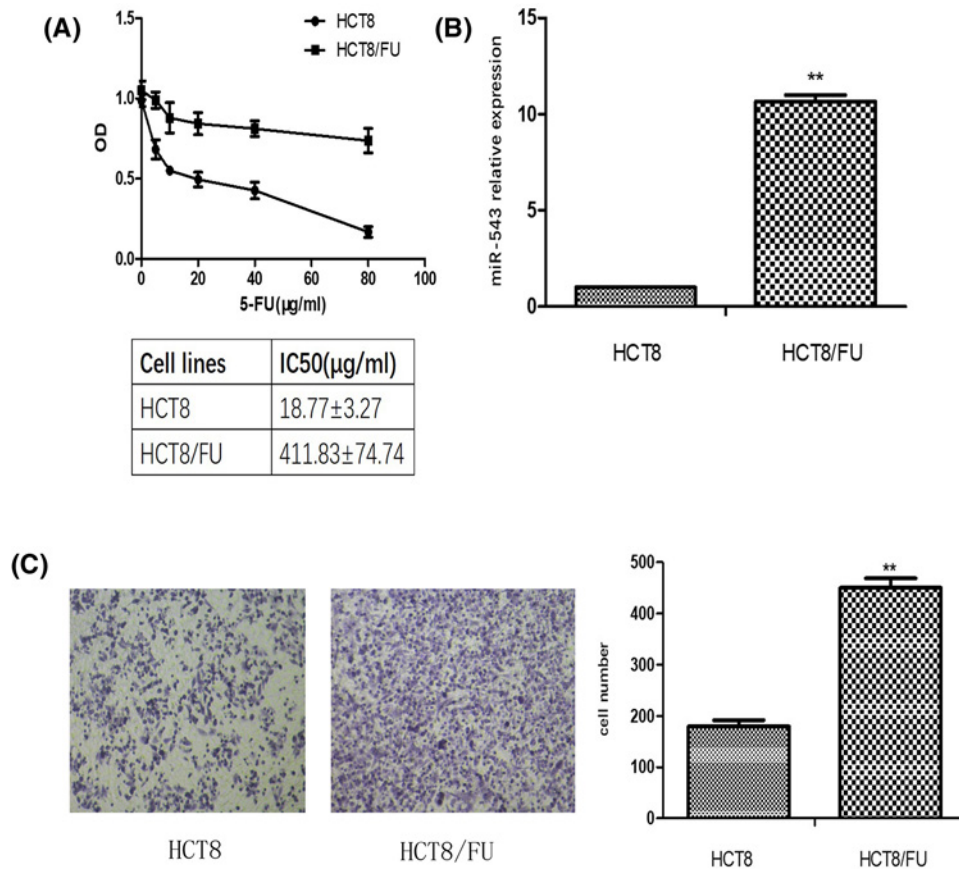 (A)
1.5
1.0
0.5
0.0
OD
0 20 40 60 80 100
5-FU(µg/ml)
HCT8
HCT8/FU
Cell lines IC50(µg/ml)
HCT8 18.77±3.27
HCT8/FU 411.83±74.74
(B)
15
10
5
0
miR-543 relative expression
**
HCT8 HCT8/FU
(C)
HCT8 HCT8/FU
500
400
300
200
100
0
cell number
**
HCT8 HCT8/FU